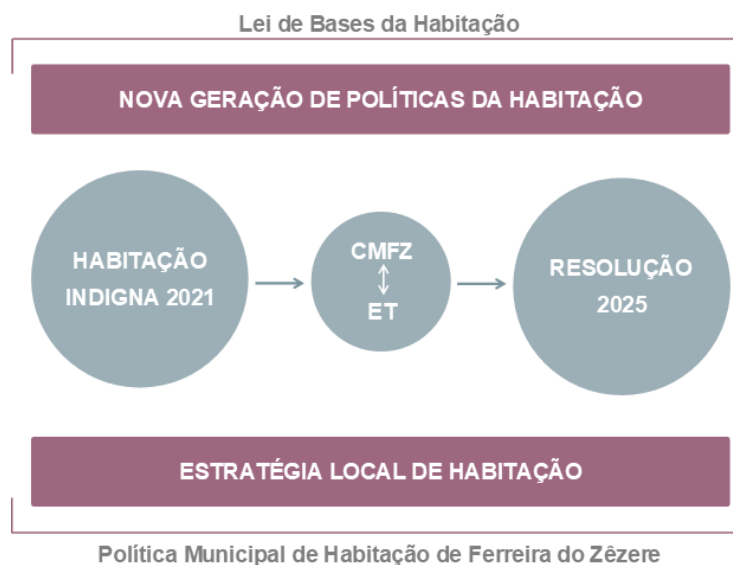 Lei de Bases da Habitação
NOVA GERAÇÃO DE POLÍTICAS DA HABITAÇÃO
HABITAÇÃO
INDIGNA 2021
CMFZ
ET
RESOLUÇÃO
2025
ESTRATÉGIA LOCAL DE HABITAÇÃO
Política Municipal de Habitação de Ferreira do Zêzere